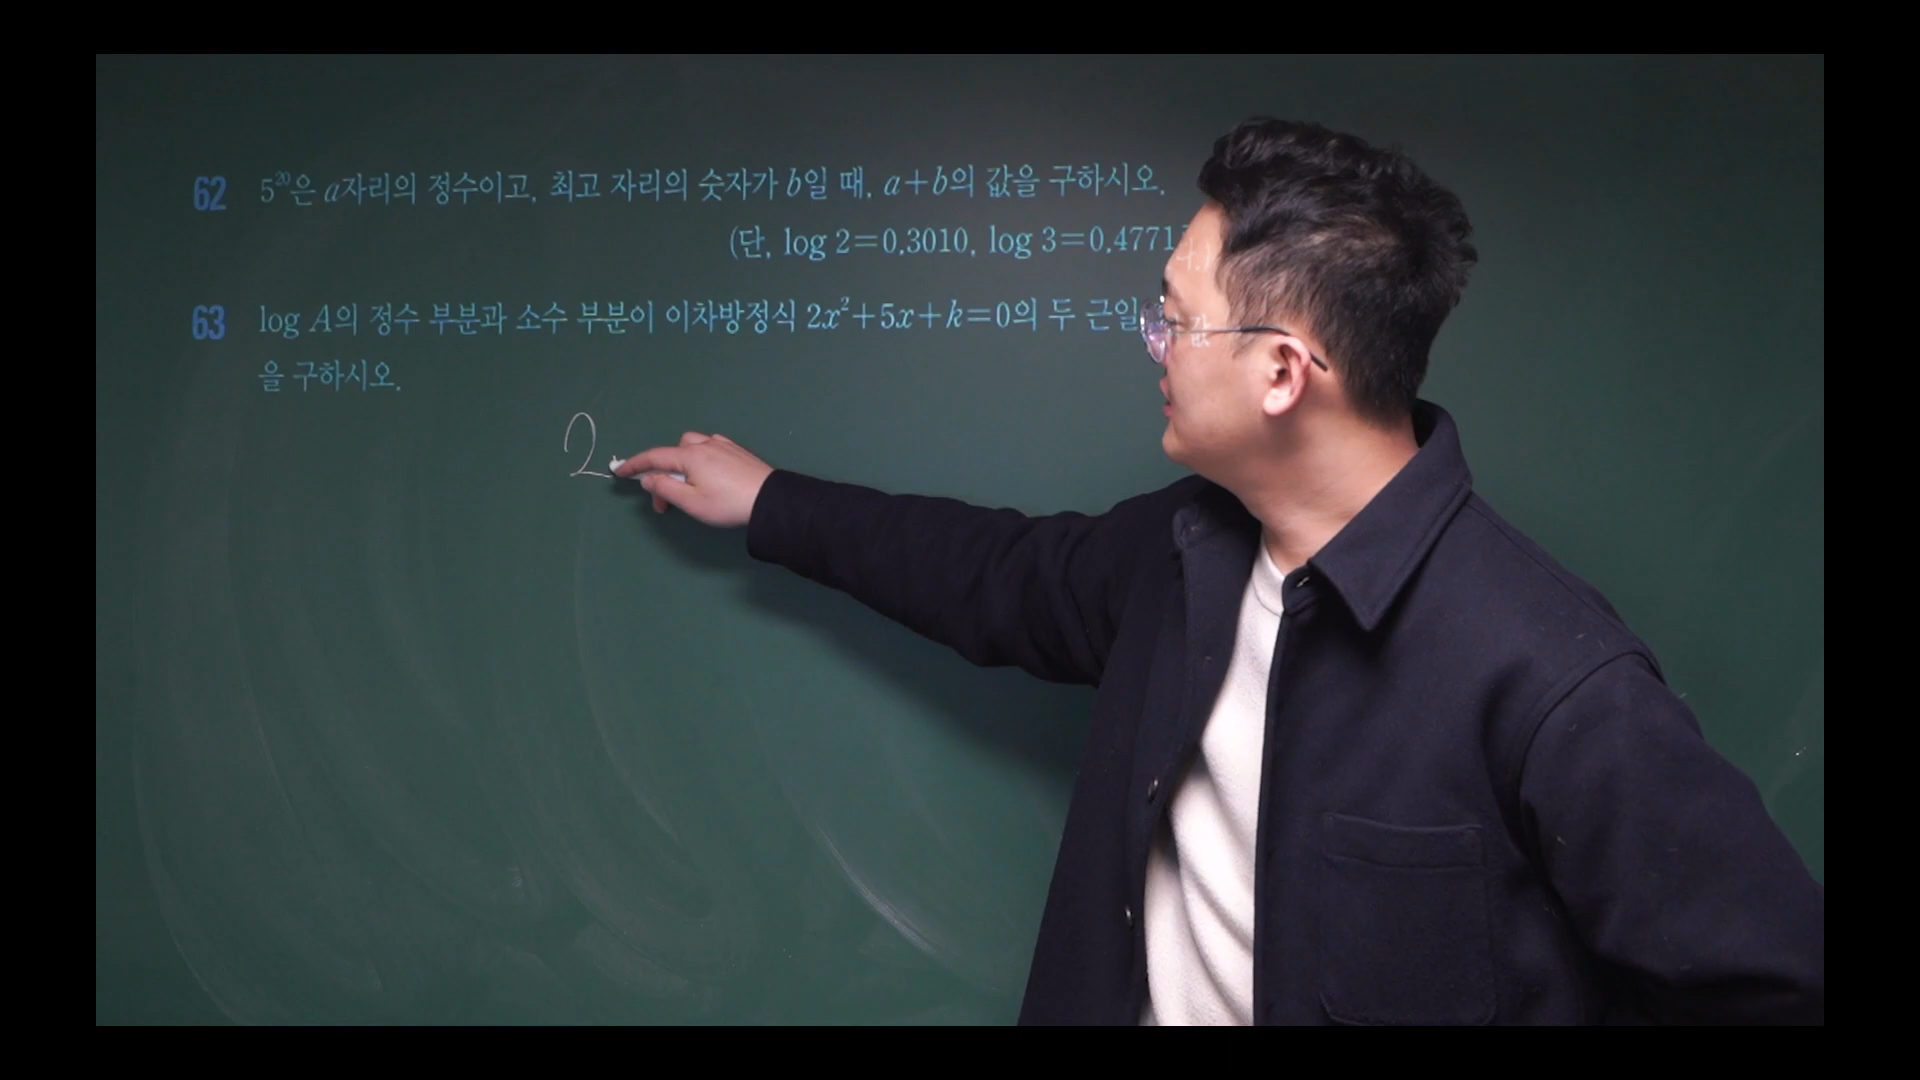 62 5²⁰은 a자리의 정수이고, 최고 자리의 숫자가 b일 때, a+b의 값을 구하시오.
(단, log 2=0.3010, log 3=0.4771
63 log A의 정수 부분과 소수 부분이 이차방정식 2x²+5x+k=0의 두 근일 값
을 구하시오.
2